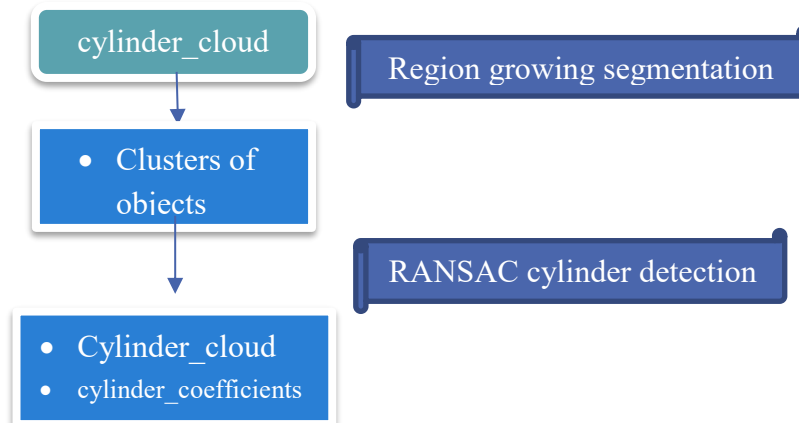 cylinder_cloud
Region growing segmentation
• Clusters of
objects
RANSAC cylinder detection
• Cylinder_cloud
• cylinder_coefficients